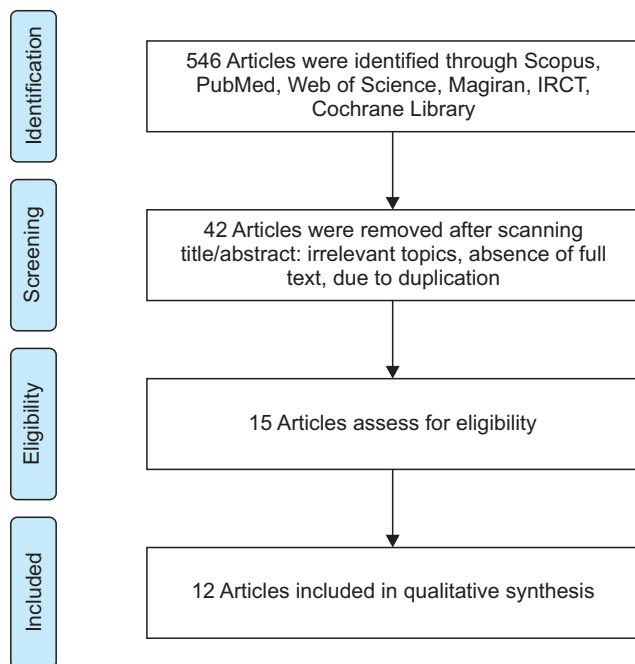 Identification
546 Articles were identified through Scopus,
PubMed, Web of Science, Magiran, IRCT,
Cochrane Library
Screening
42 Articles were removed after scanning
title/abstract: irrelevant topics, absence of full
text, due to duplication
Eligibility
15 Articles assess for eligibility
Included
12 Articles included in qualitative synthesis